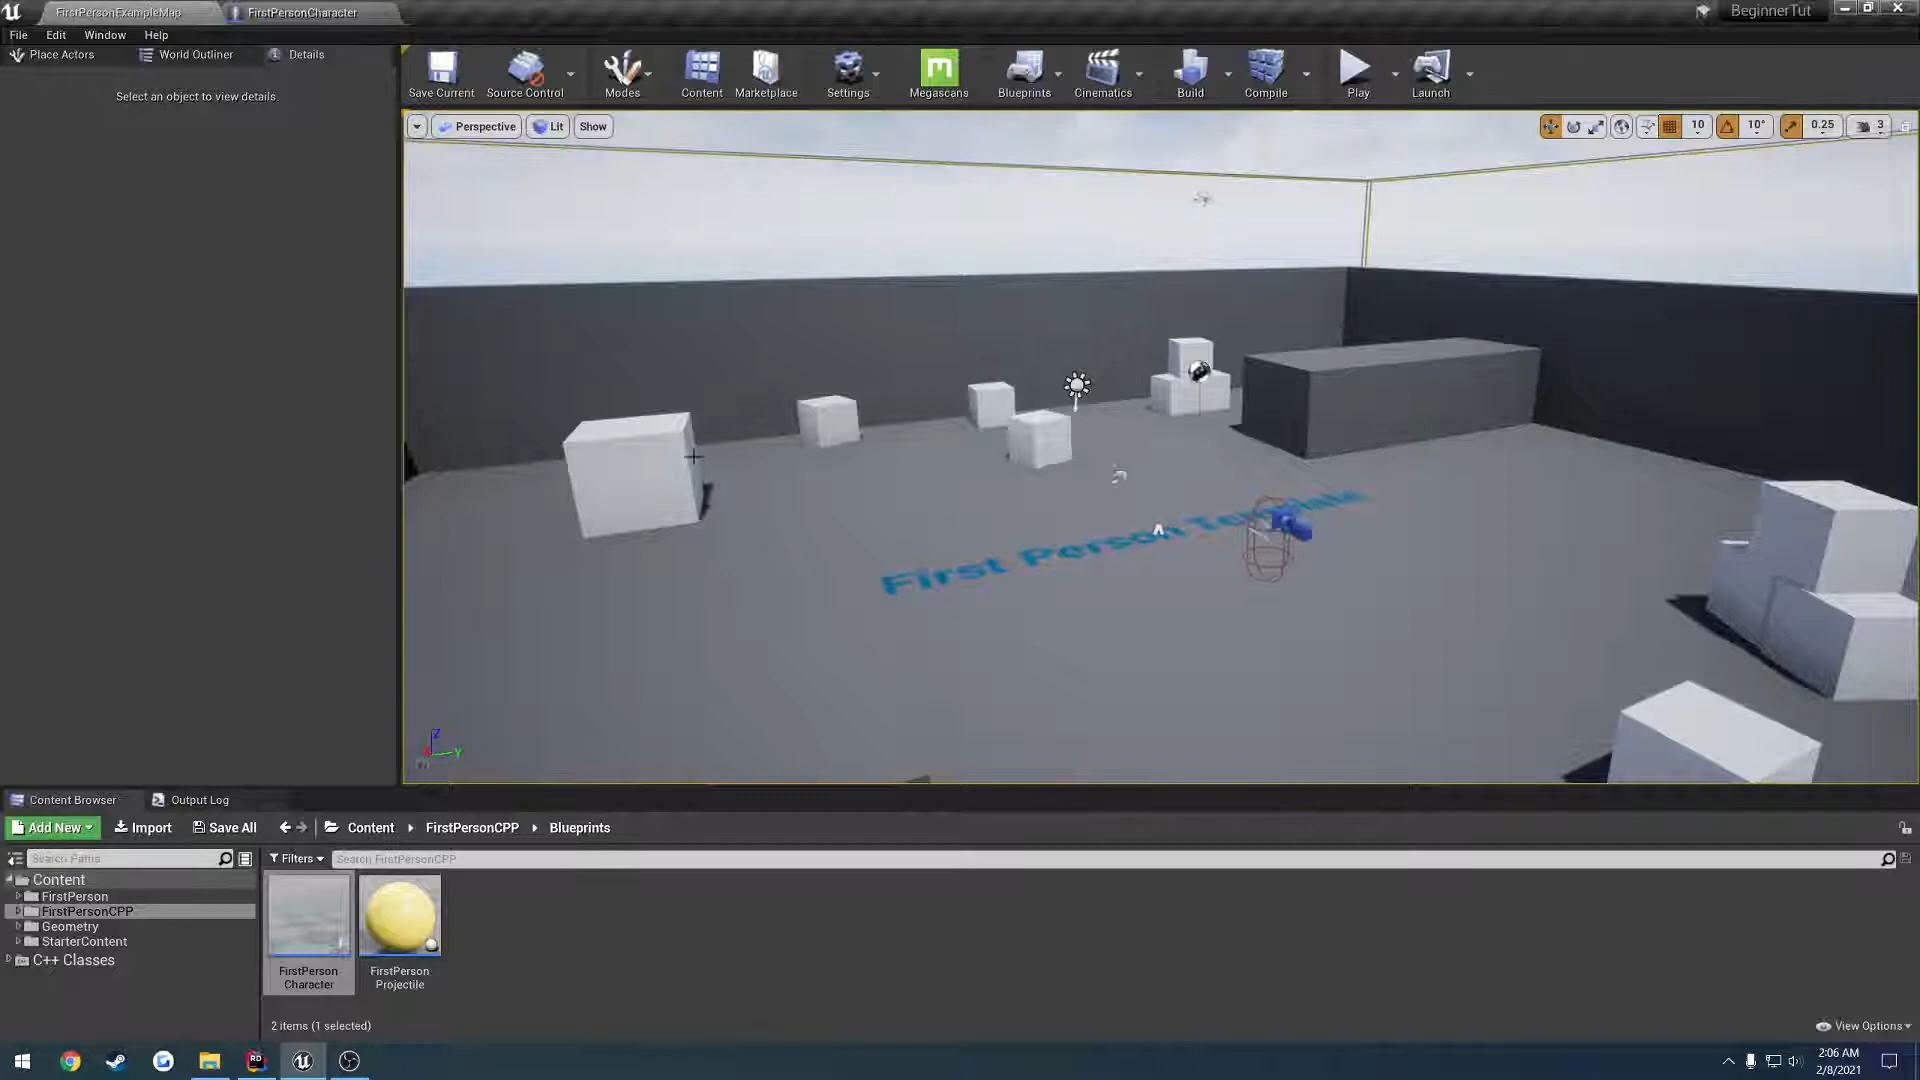 FirstPersonExampleMap
FirstPersonCharacter
BeginnerTut
File Edit Window Help
Place Actors World Outliner Details
Select an object to view details.
Save Current Source Control Modes Content Marketplace Settings Megascans Blueprints Cinematics Build Compile Play Launch
Perspective Lit Show
10 10° 0.25 3
First Person Template
Z
X Y
Content Browser Output Log
Add New Import Save All Content FirstPersonCPP Blueprints
Search Paths
Filters Search FirstPersonCPP
Content
FirstPerson
FirstPersonCPP
Geometry
StarterContent
C++ Classes
FirstPerson
Character
FirstPerson
Projectile
2 items (1 selected)
View Options
RD
2:06 AM
2/8/2021